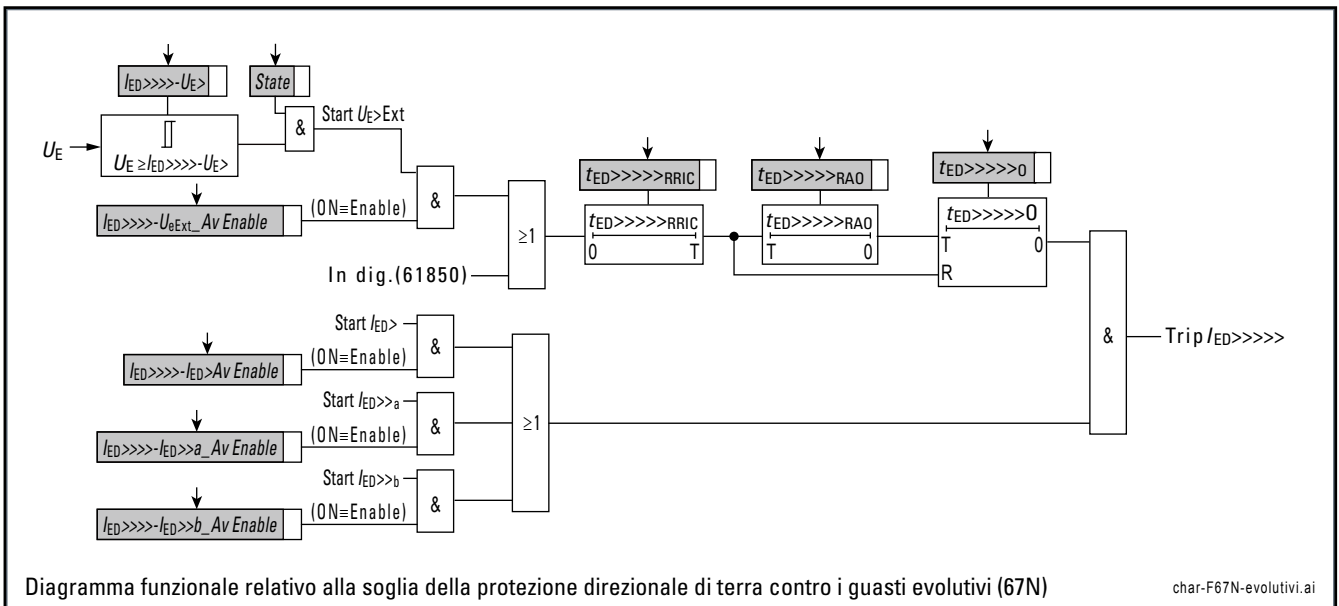 IED>>>>-UE>
State
Start UE>Ext
&
UE
UE ≥IED>>>>-UE>
IED>>>>-UeExt_Av Enable
(ON≡Enable)
&
In dig.(61850)
≥1
tED>>>>>RRIC
tED>>>>>RRIC
0 T
tED>>>>>RAO
tED>>>>>RAO
T 0
tED>>>>>0
tED>>>>>0
T 0
R
&
Trip IED>>>>>
Start IED>
IED>>>>-IED>Av Enable
(ON≡Enable)
&
Start IED>>a
IED>>>>-IED>>a_Av Enable
(ON≡Enable)
&
≥1
Start IED>>b
IED>>>>-IED>>b_Av Enable
(ON≡Enable)
&
Diagramma funzionale relativo alla soglia della protezione direzionale di terra contro i guasti evolutivi (67N)
char-F67N-evolutivi.ai